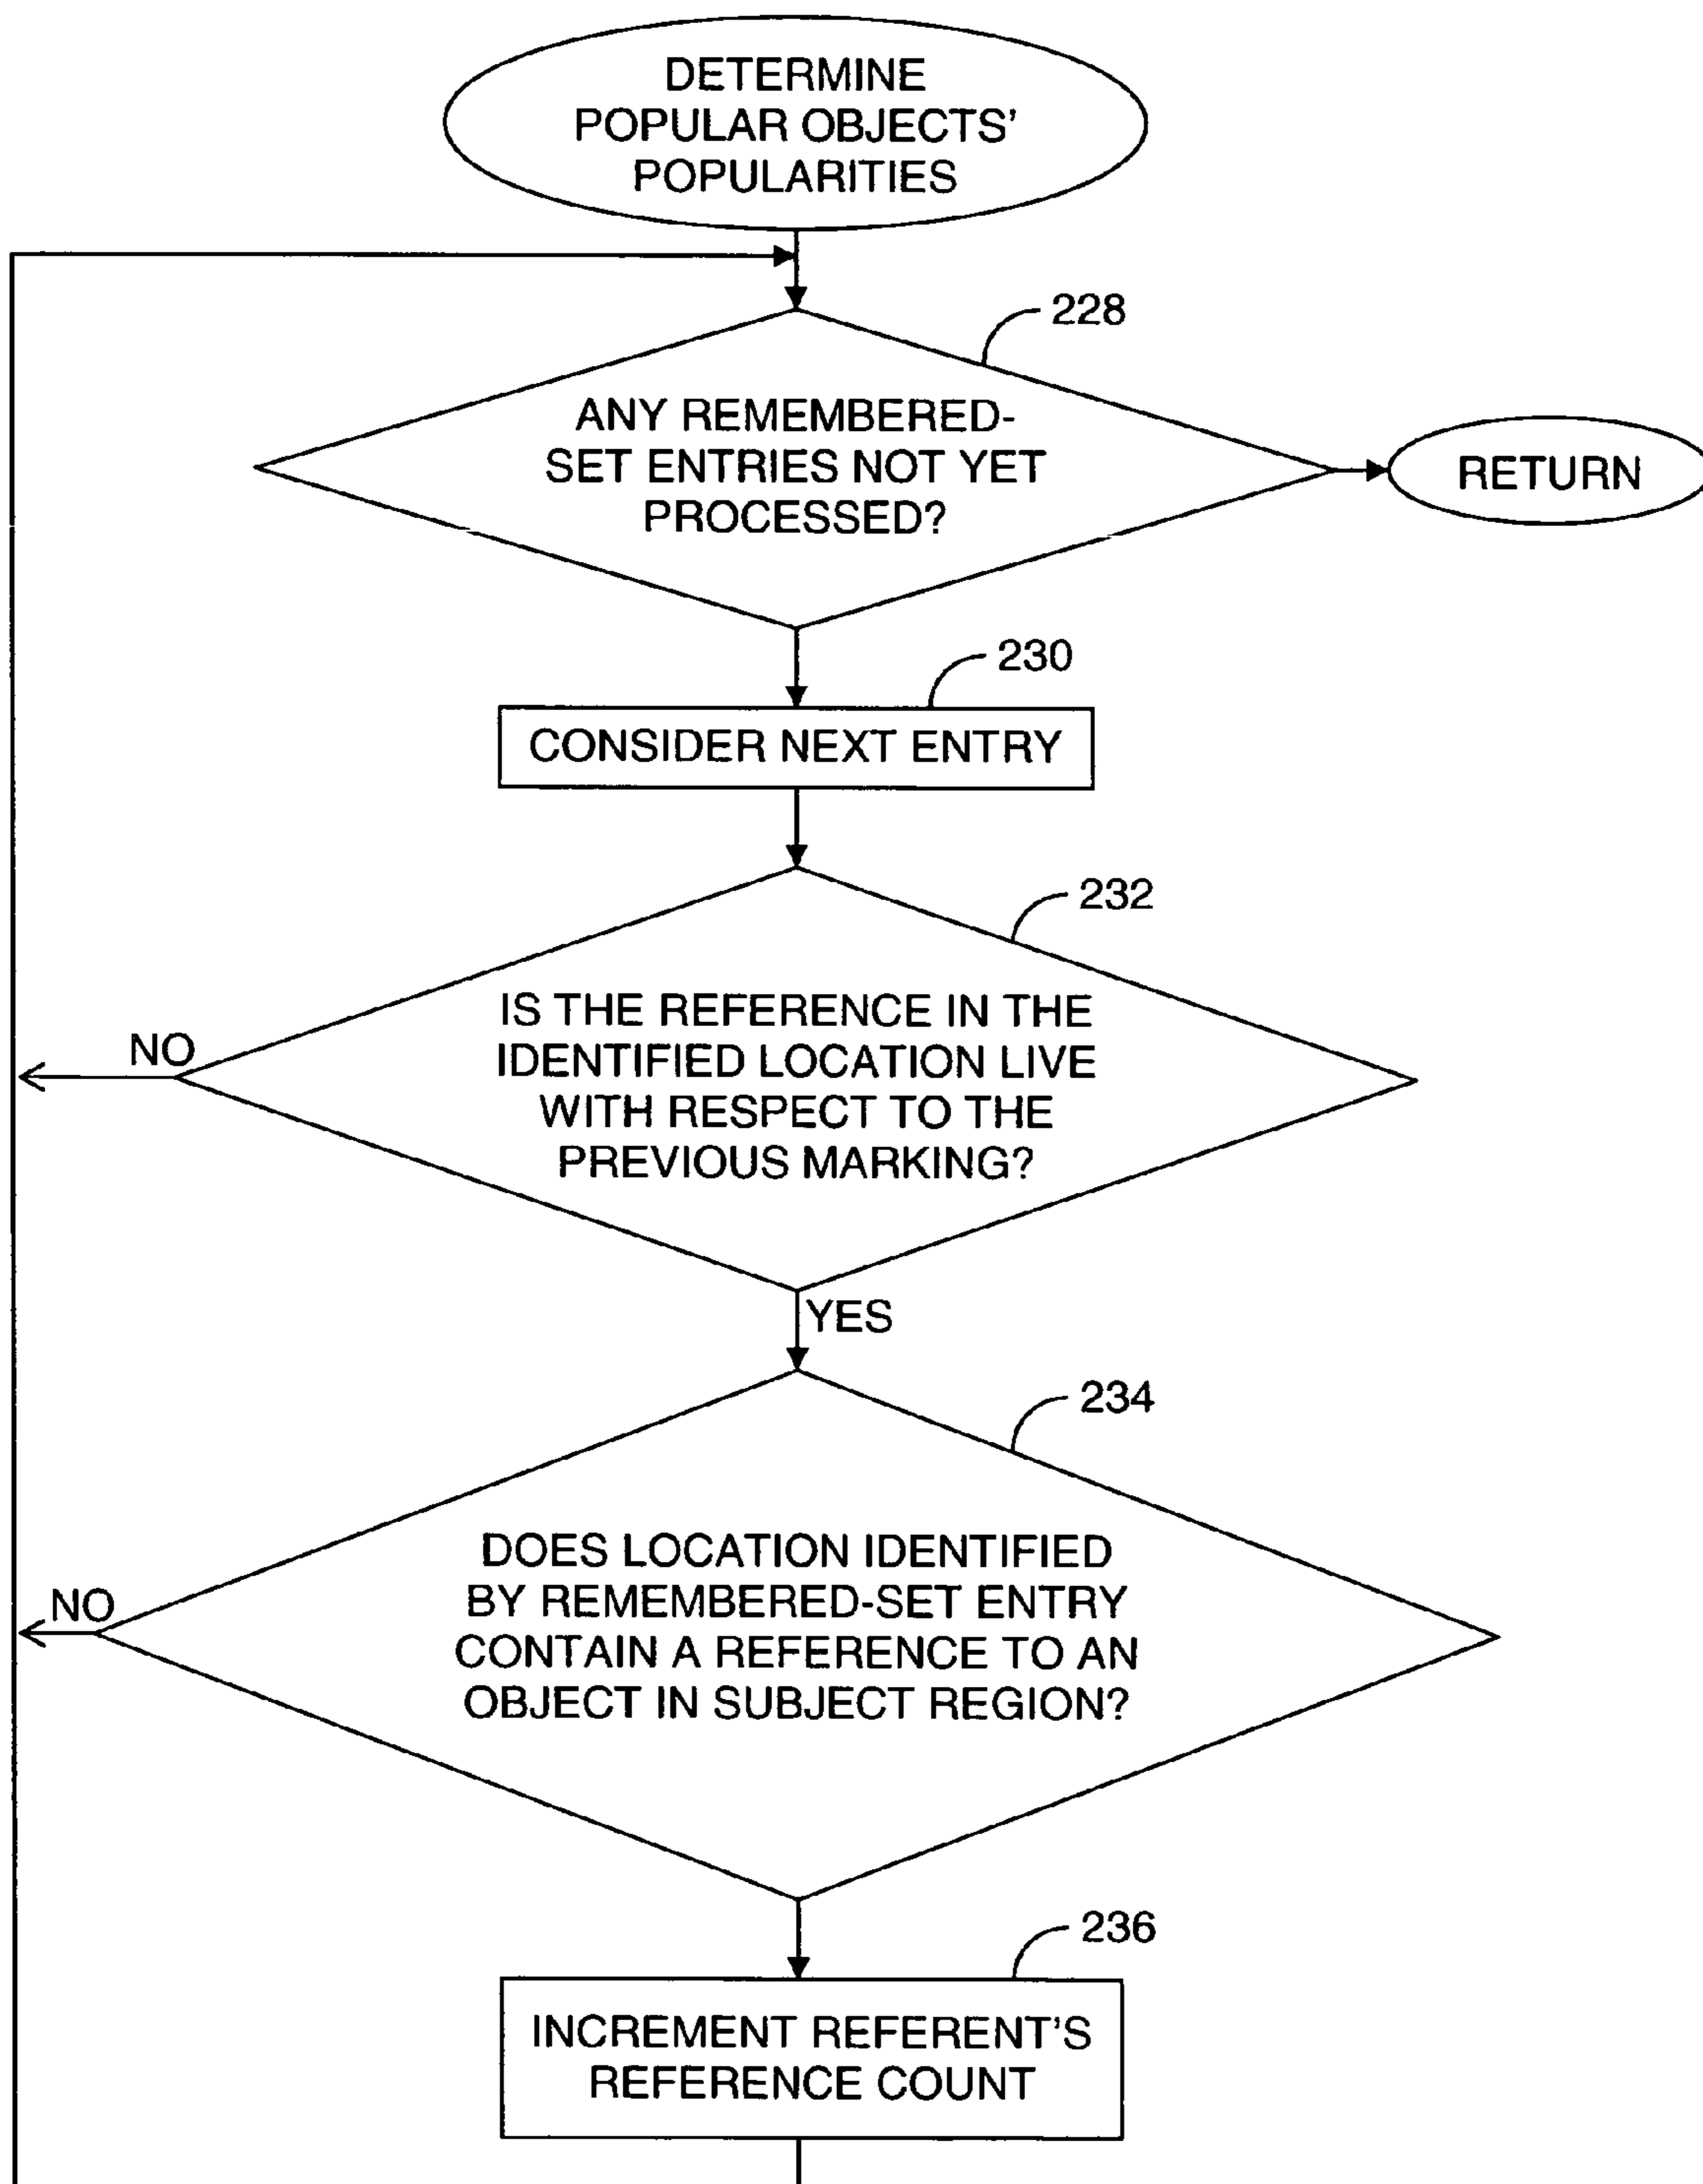 DETERMINE
POPULAR OBJECTS'
POPULARITIES
228
ANY REMEMBERED-
SET ENTRIES NOT YET
PROCESSED?
RETURN
230
CONSIDER NEXT ENTRY
232
IS THE REFERENCE IN THE
IDENTIFIED LOCATION LIVE
WITH RESPECT TO THE
PREVIOUS MARKING?
NO
YES
234
DOES LOCATION IDENTIFIED
BY REMEMBERED-SET ENTRY
CONTAIN A REFERENCE TO AN
OBJECT IN SUBJECT REGION?
NO
236
INCREMENT REFERENT'S
REFERENCE COUNT